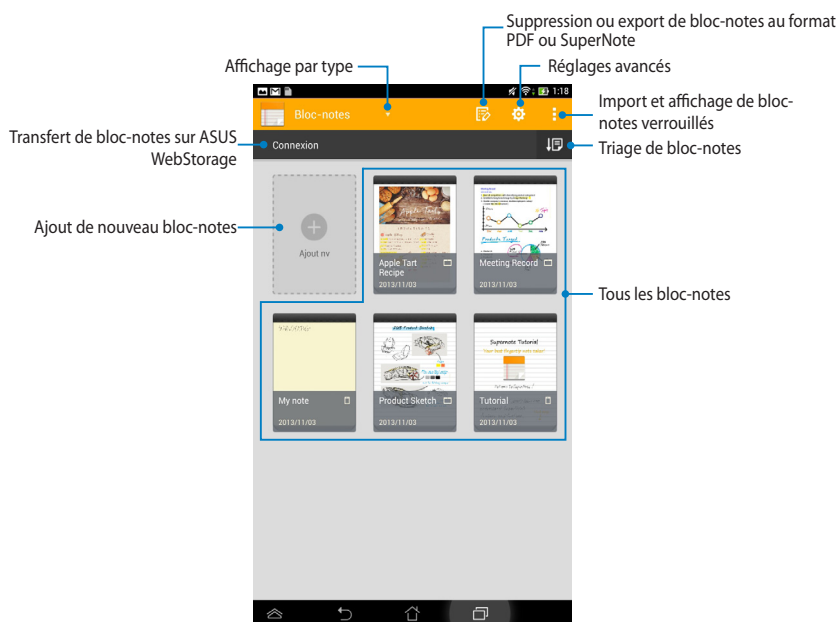 Suppression ou export de bloc-notes au format
PDF ou SuperNote
Affichage par type
Réglages avancés
1:18
Bloc-notes
Import et affichage de bloc-
notes verrouillés
Transfert de bloc-notes sur ASUS
WebStorage
Connexion
Triage de bloc-notes
Ajout de nouveau bloc-notes
Ajout nv
Apple Tarts
Apple Tart
Recipe
2013/11/03
Meeting Record
2013/11/03
Tous les bloc-notes
My note
2013/11/03
Product Sketch
2013/11/03
Supernote Tutorial
Tutorial
2013/11/03